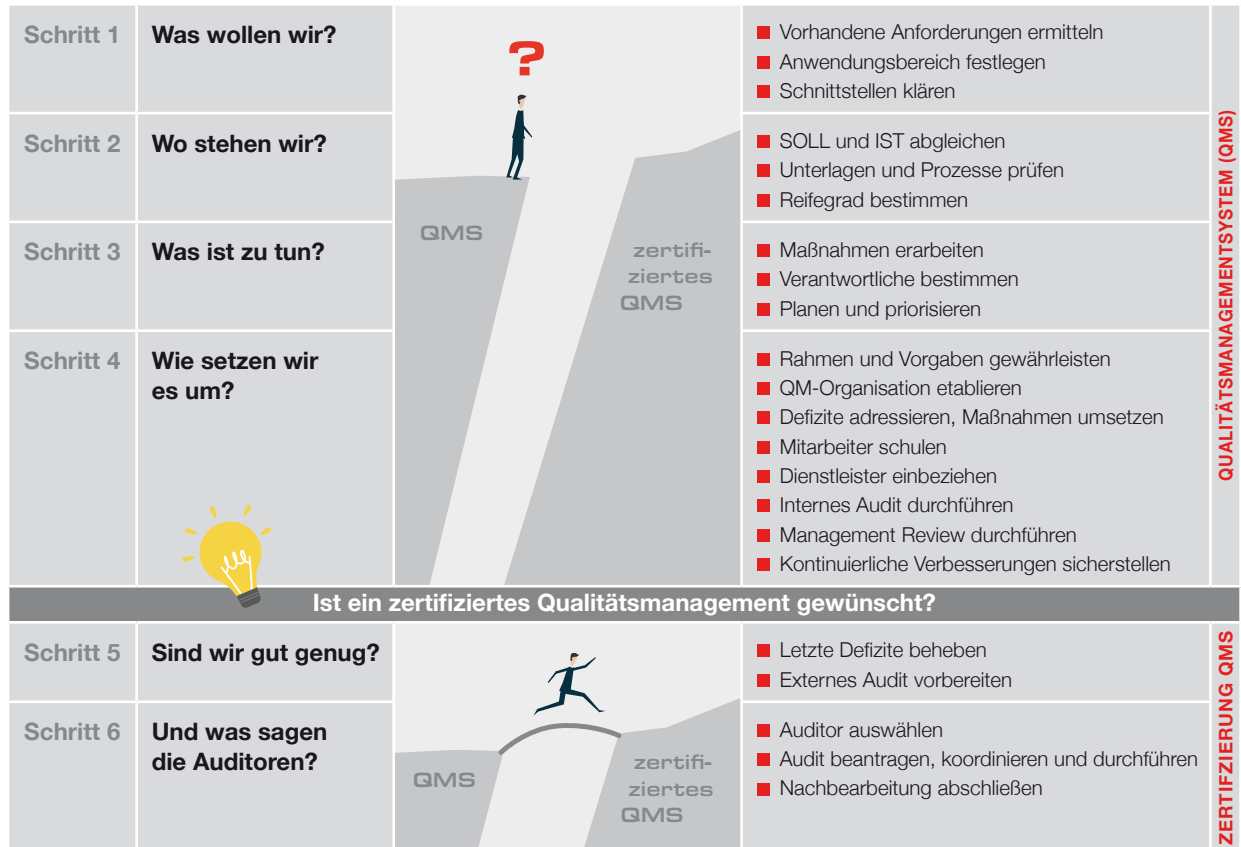 Schritt 1
Was wollen wir?
?
Vorhandene Anforderungen ermitteln
Anwendungsbereich festlegen
Schnittstellen klären
Schritt 2
Wo stehen wir?
SOLL und IST abgleichen
Unterlagen und Prozesse prüfen
Reifegrad bestimmen
QMS
zertifi-
ziertes
QMS
Schritt 3
Was ist zu tun?
Maßnahmen erarbeiten
Verantwortliche bestimmen
Planen und priorisieren
Schritt 4
Wie setzen wir
es um?
Rahmen und Vorgaben gewährleisten
QM-Organisation etablieren
Defizite adressieren, Maßnahmen umsetzen
Mitarbeiter schulen
Dienstleister einbeziehen
Internes Audit durchführen
Management Review durchführen
Kontinuierliche Verbesserungen sicherstellen
QUALITÄTSMANAGEMENTSYSTEM (QMS)
Ist ein zertifiziertes Qualitätsmanagement gewünscht?
Schritt 5
Sind wir gut genug?
Letzte Defizite beheben
Externes Audit vorbereiten
Schritt 6
Und was sagen
die Auditoren?
QMS
zertifi-
ziertes
QMS
Auditor auswählen
Audit beantragen, koordinieren und durchführen
Nachbearbeitung abschließen
ZERTIFZIERUNG QMS